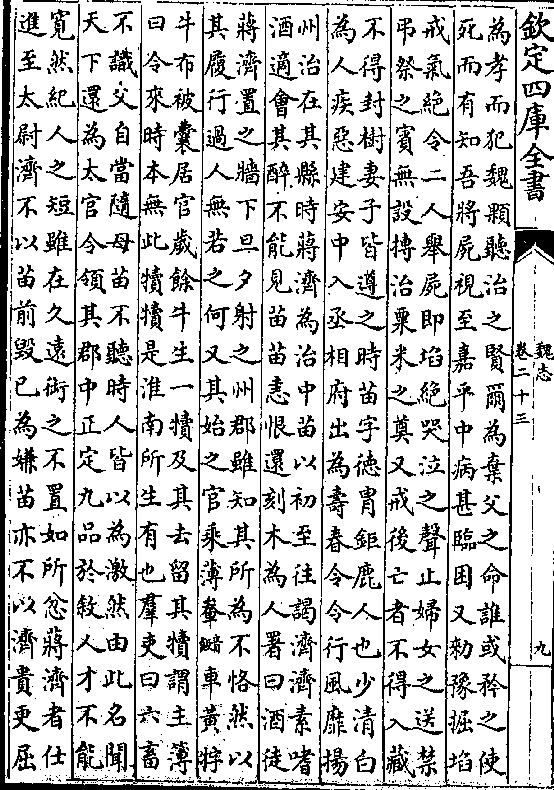 欽定四庫全書
魏志
卷二十三
九
為孝而犯魏顆聽治之賢爾為棄父之命誰或矜之使
死而有知吾將屍視至嘉平中病甚臨困又勑豫掘埳
戒氣絕令二人舉屍即埳絕哭泣之聲止婦女之送禁
弔祭之賓無設摶治粟米之奠又戒後亡者不得入藏
不得封樹妻子皆遵之時苗字德胄鉅鹿人也少清白
為人疾惡建安中入丞相府出為壽春令令行風靡揚
州治在其縣時蔣濟為治中苗以初至往謁濟濟素嗜
酒適會其醉不能見苗苗恚恨還刻木為人署曰酒徒
蔣濟置之牆下旦夕射之州郡雖知其所為不恪然以
其履行過人無若之何又其始之官乘薄軬車黃牸
牛布被囊居官歲餘牛生一犢及其去留其犢謂主簿
曰令來時本無此犢犢是淮南所生有也羣吏曰六畜
不識父自當隨母苗不聽時人皆以為激然由此名聞
天下還為太官令領其郡中正定九品於敘人才不能
寛然紀人之短雖在久遠銜之不置如所忿蔣濟者仕
進至太尉濟不以苗前毀已為嫌苗亦不以濟貴更屈